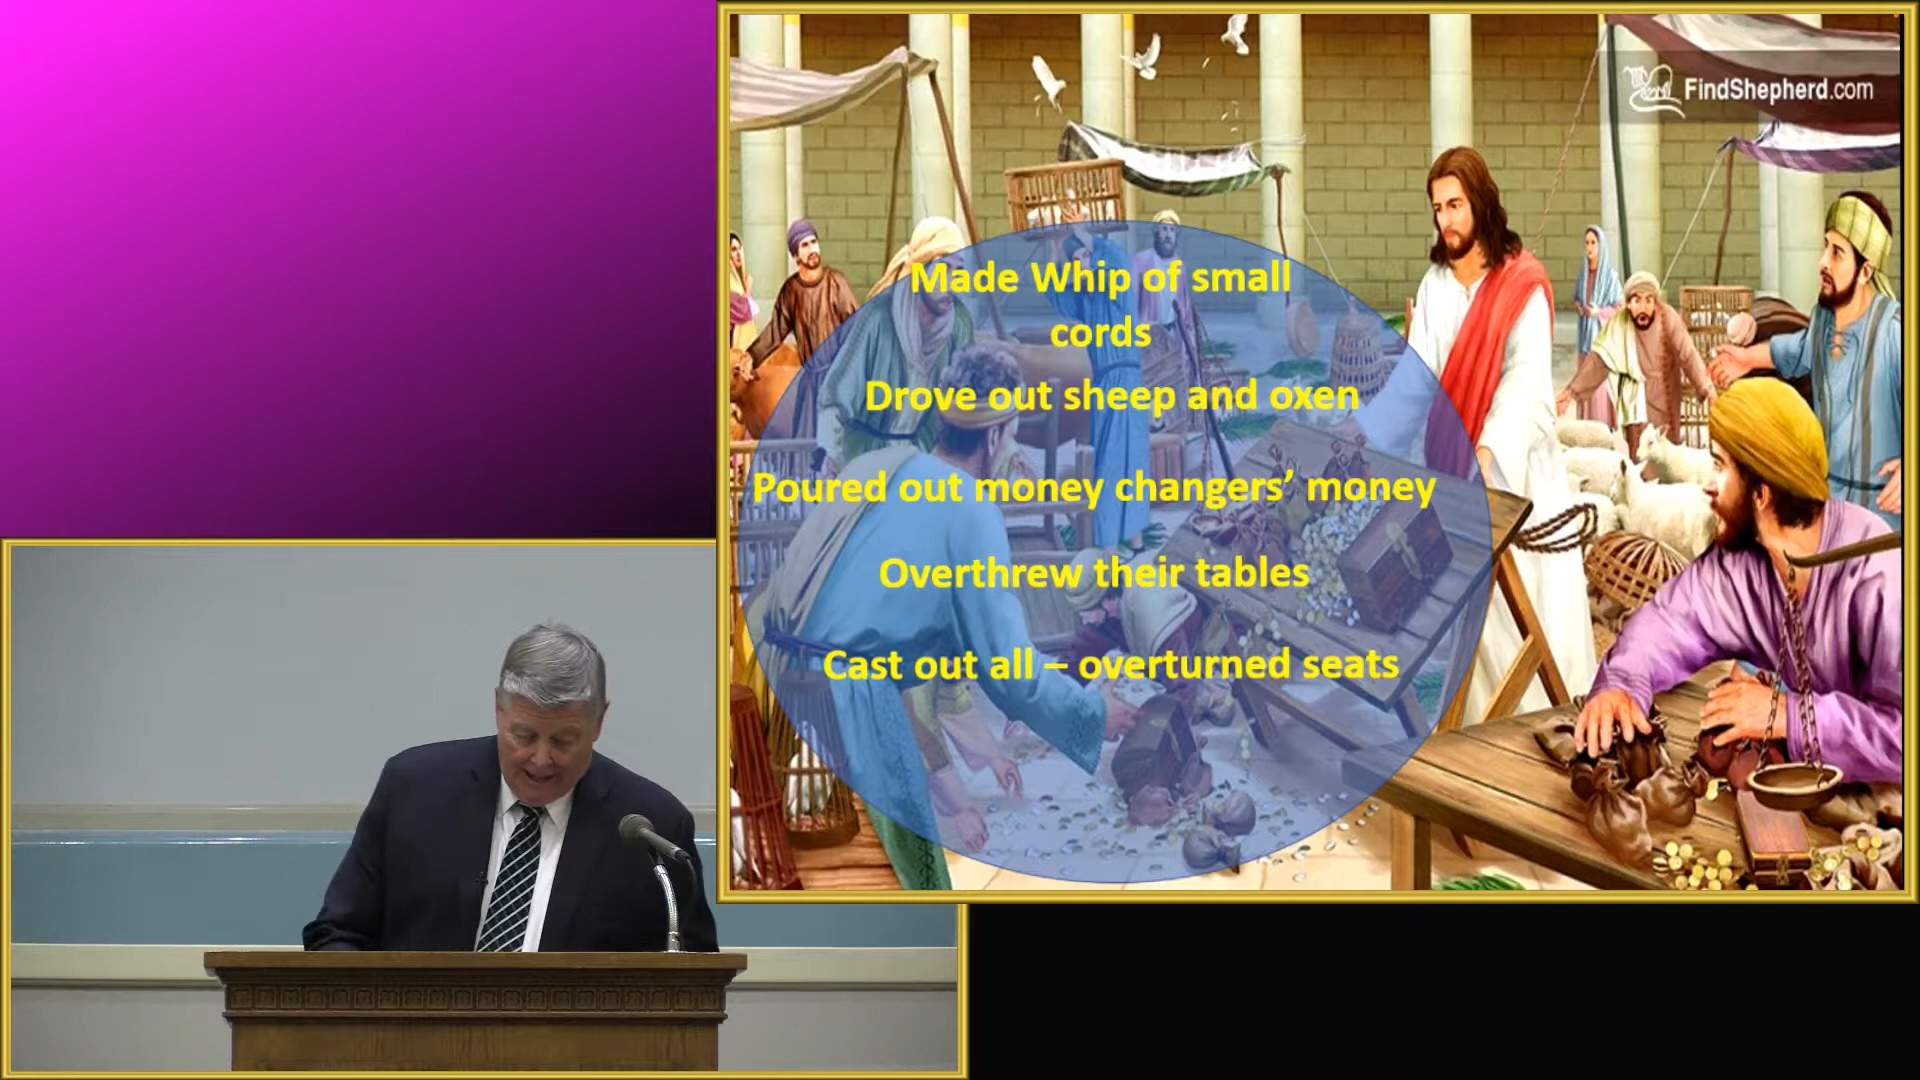 FindShepherd.com
Made Whip of small
cords
Drove out sheep and oxen
Poured out money changers’ money
Overthrew their tables
Cast out all – overturned seats